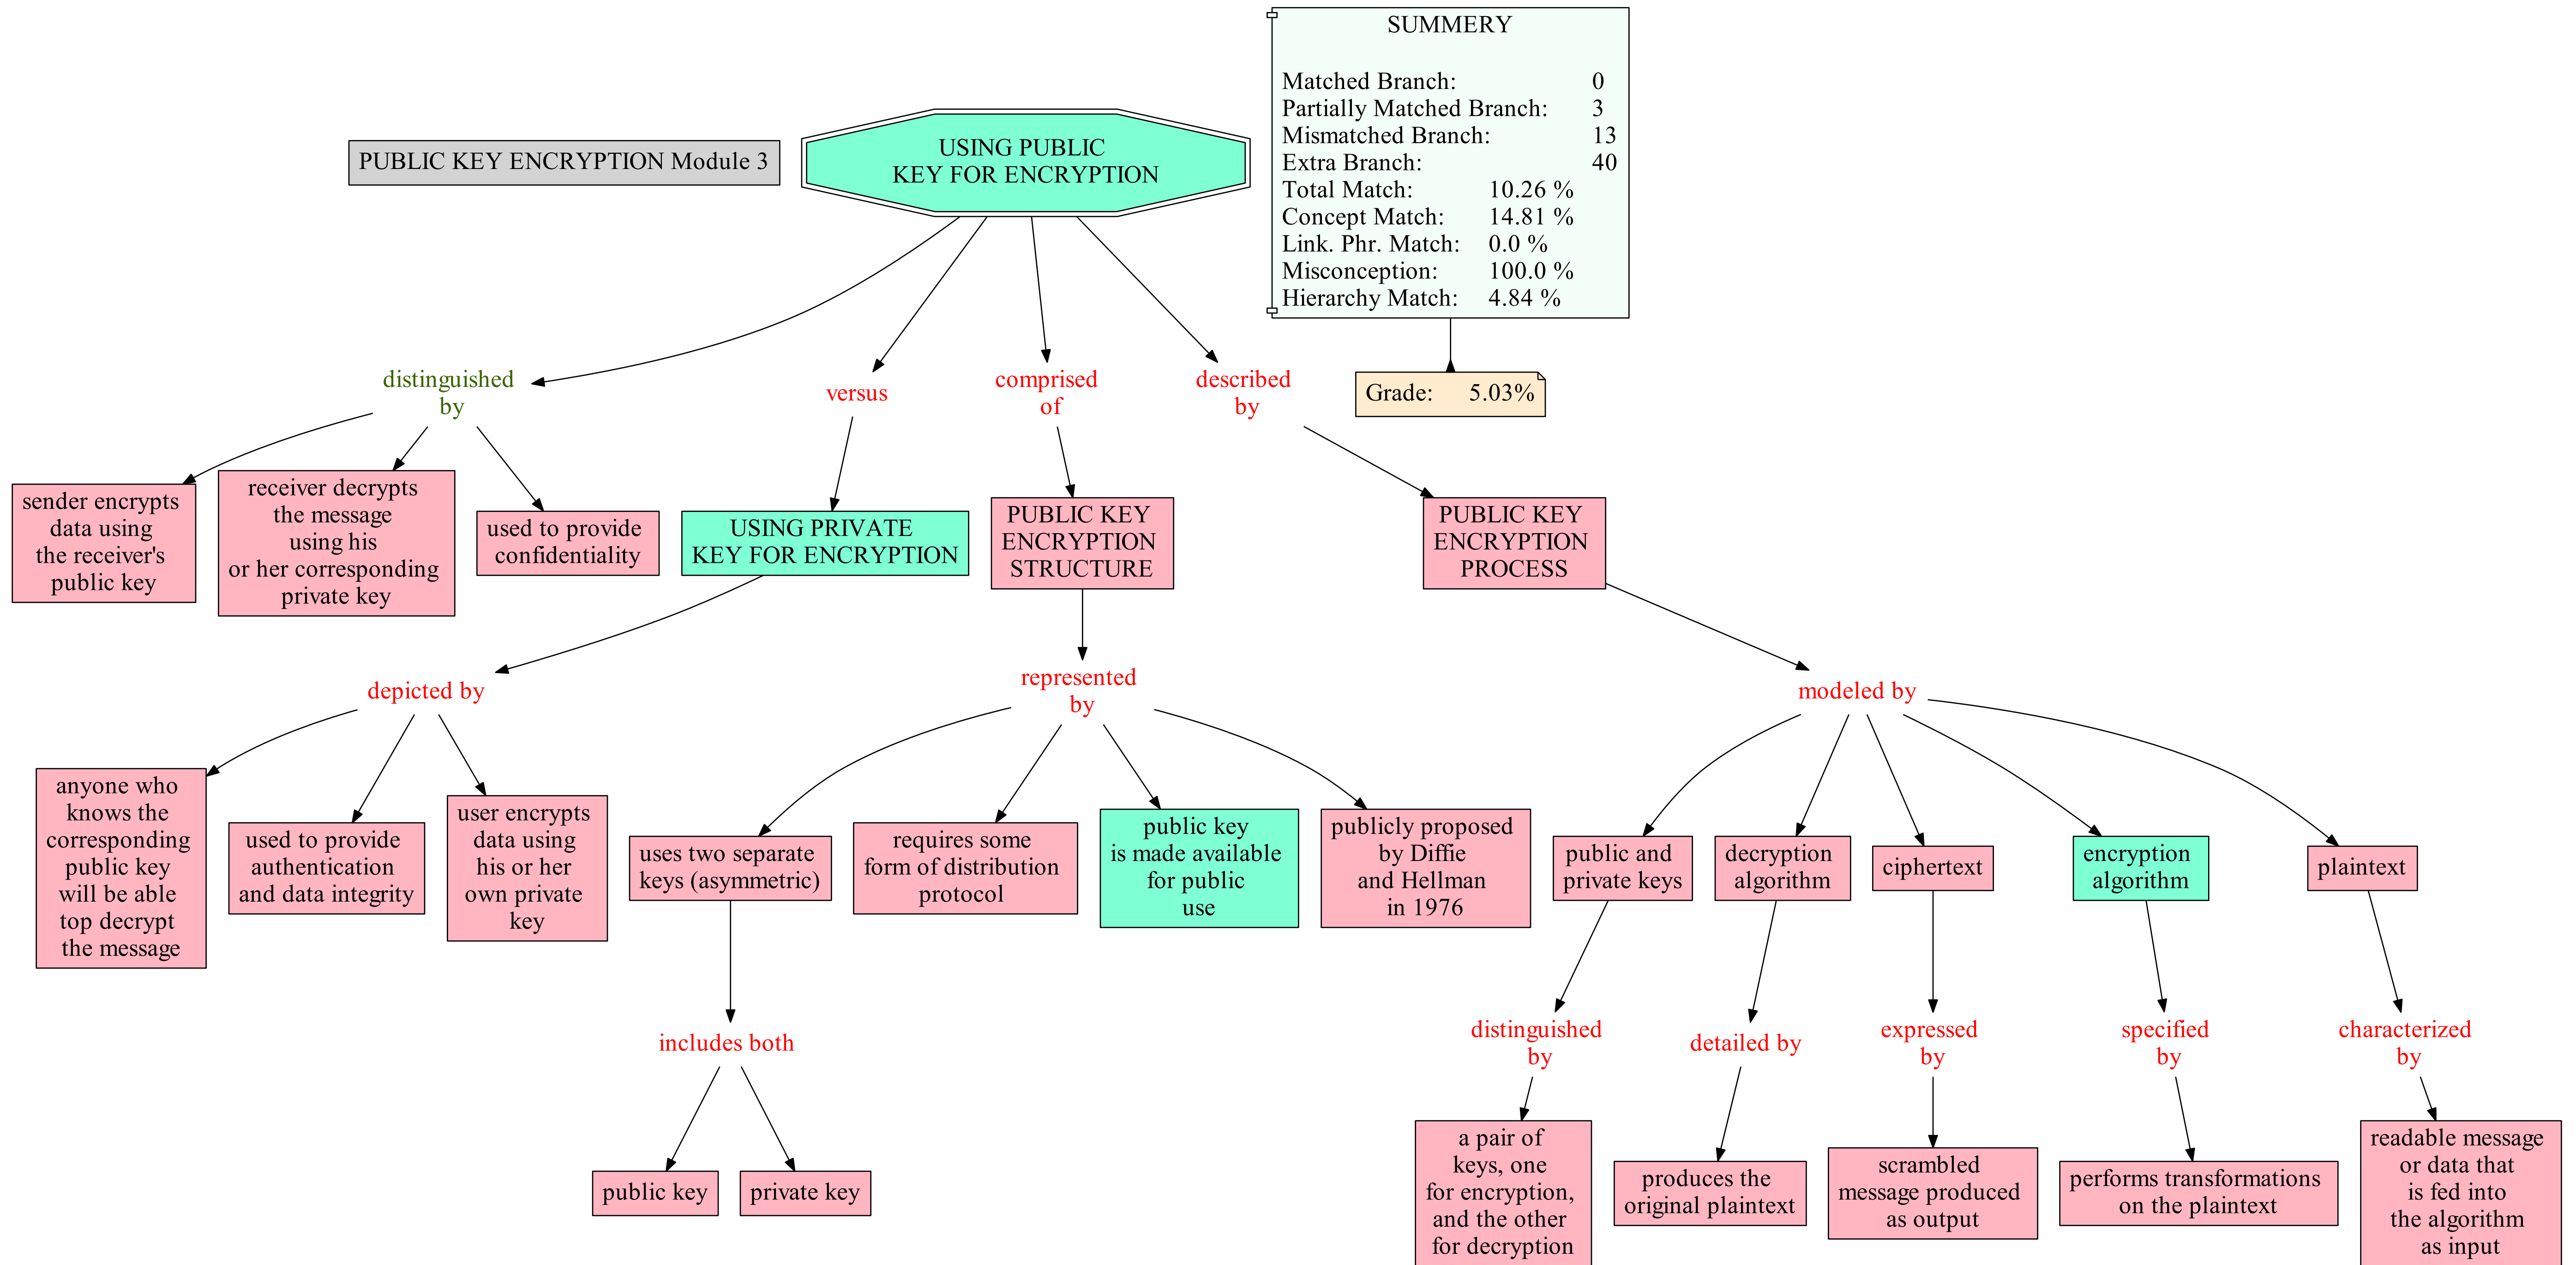 SUMMERY
Matched Branch: 0
Partially Matched Branch: 3
Mismatched Branch: 13
Extra Branch: 40
Total Match: 10.26 %
Concept Match: 14.81 %
Link. Phr. Match: 0.0 %
Misconception: 100.0 %
Hierarchy Match: 4.84 %
PUBLIC KEY ENCRYPTION Module 3
USING PUBLIC
KEY FOR ENCRYPTION
Grade: 5.03%
distinguished
by
versus
comprised
of
described
by
sender encrypts
data using
the receiver's
public key
receiver decrypts
the message
using his
or her corresponding
private key
used to provide
confidentiality
USING PRIVATE
KEY FOR ENCRYPTION
PUBLIC KEY
ENCRYPTION
STRUCTURE
PUBLIC KEY
ENCRYPTION
PROCESS
depicted by
represented
by
modeled by
anyone who
knows the
corresponding
public key
will be able
top decrypt
the message
used to provide
authentication
and data integrity
user encrypts
data using
his or her
own private
key
uses two separate
keys (asymmetric)
requires some
form of distribution
protocol
public key
is made available
for public
use
publicly proposed
by Diffie
and Hellman
in 1976
public and
private keys
decryption
algorithm
ciphertext
encryption
algorithm
plaintext
includes both
distinguished
by
detailed by
expressed
by
specified
by
characterized
by
public key
private key
a pair of
keys, one
for encryption,
and the other
for decryption
produces the
original plaintext
scrambled
message produced
as output
performs transformations
on the plaintext
readable message
or data that
is fed into
the algorithm
as input